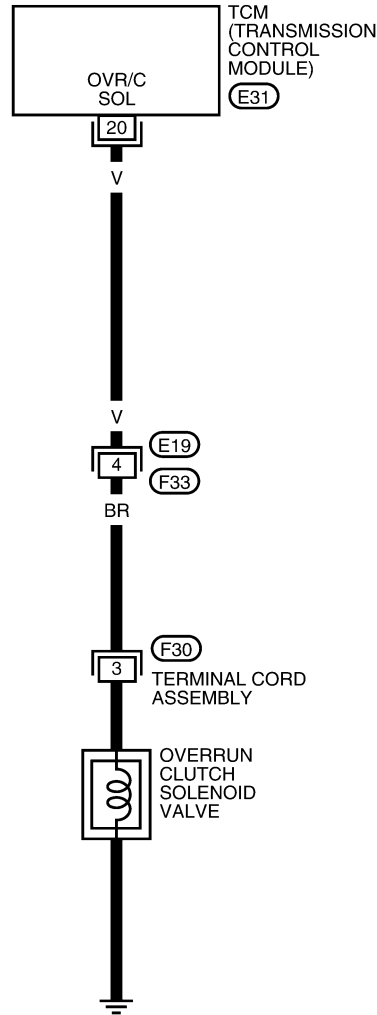 TCM
(TRANSMISSION
CONTROL
MODULE)
OVR/C
SOL
E31
20
V
V
E19
4
F33
BR
F30
3
TERMINAL CORD
ASSEMBLY
OVERRUN
CLUTCH
SOLENOID
VALVE